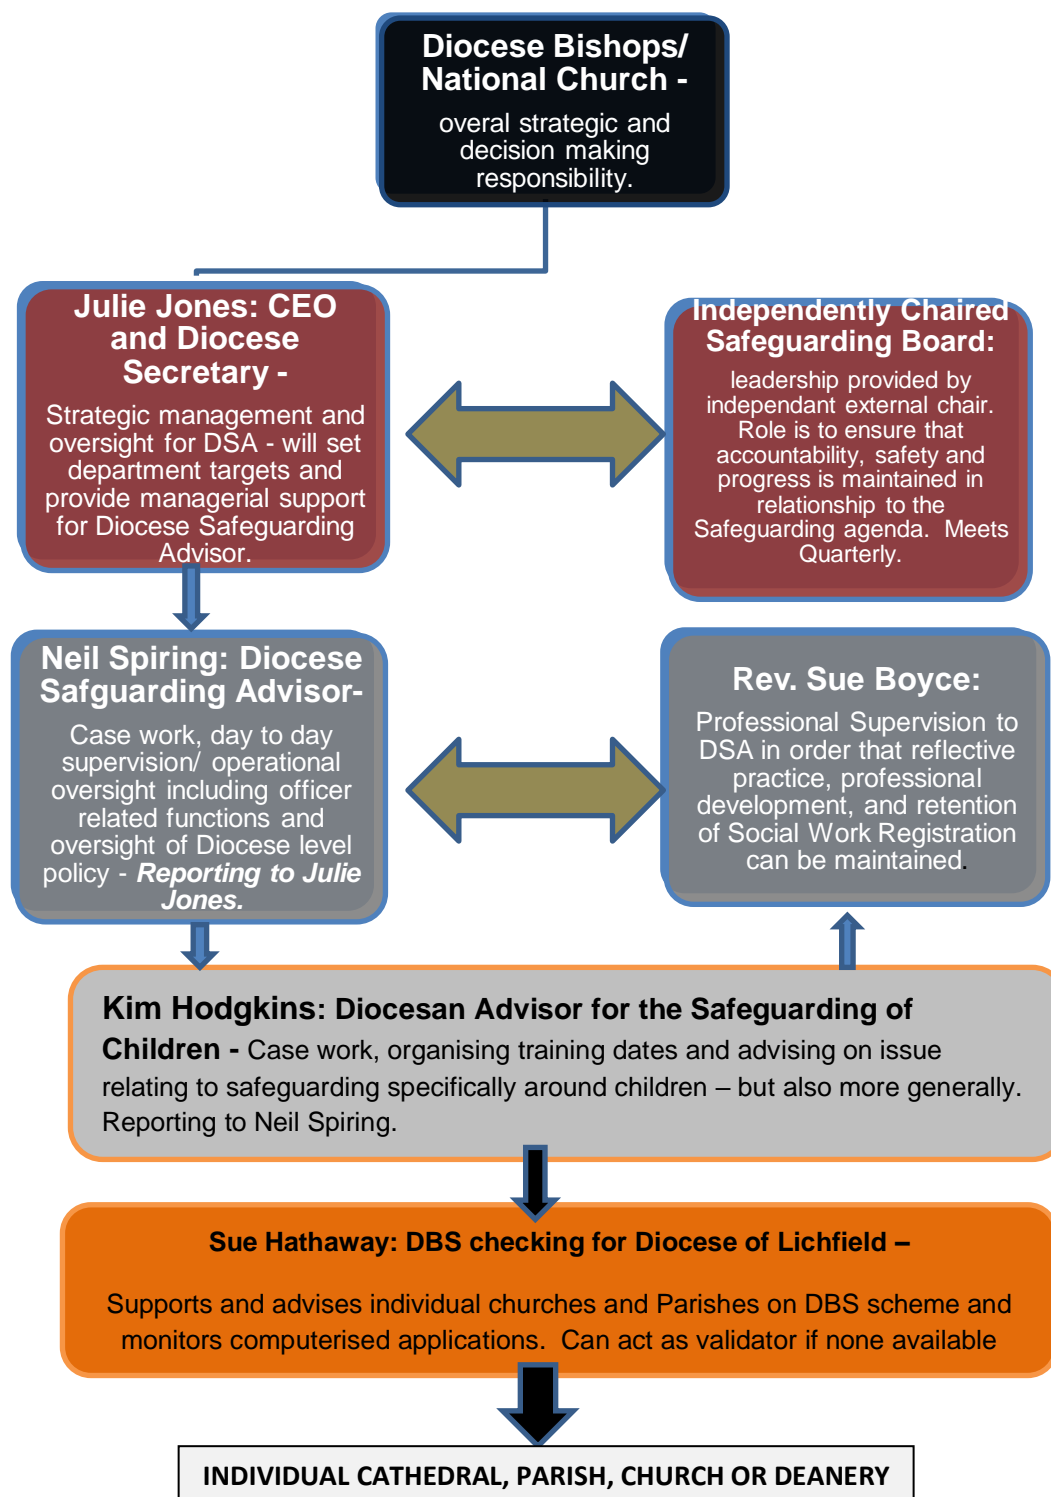 Diocese Bishops/
National Church -
overal strategic and
decision making
responsibility.
Julie Jones: CEO
and Diocese
Secretary -
Strategic management and
oversight for DSA - will set
department targets and
provide managerial support
for Diocese Safeguarding
Advisor.
Independently Chaired
Safeguarding Board:
leadership provided by
independant external chair.
Role is to ensure that
accountability, safety and
progress is maintained in
relationship to the
Safeguarding agenda.  Meets
Quarterly.
Neil Spiring: Diocese
Safguarding Advisor-
Case work, day to day
supervision/ operational
oversight including officer
related functions and
oversight of Diocese level
policy - Reporting to Julie
Jones.
Rev. Sue Boyce:
Professional Supervision to
DSA in order that reflective
practice, professional
development, and retention
of Social Work Registration
can be maintained.
Kim Hodgkins: Diocesan Advisor for the Safeguarding of
Children - Case work, organising training dates and advising on issue
relating to safeguarding specifically around children – but also more generally.
Reporting to Neil Spiring.
Sue Hathaway: DBS checking for Diocese of Lichfield –
Supports and advises individual churches and Parishes on DBS scheme and
monitors computerised applications.  Can act as validator if none available
INDIVIDUAL CATHEDRAL, PARISH, CHURCH OR DEANERY